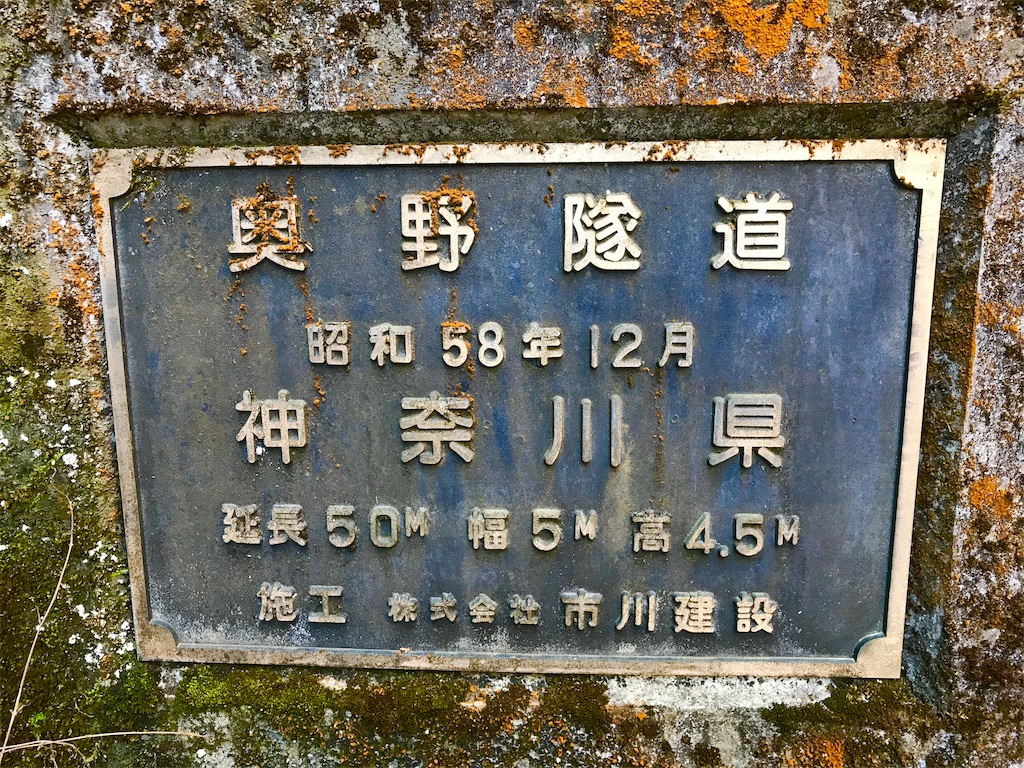 奥野隧道
昭和58年12月
神奈川県
延長50M 幅5M 高4.5M
施工 株式会社市川建設